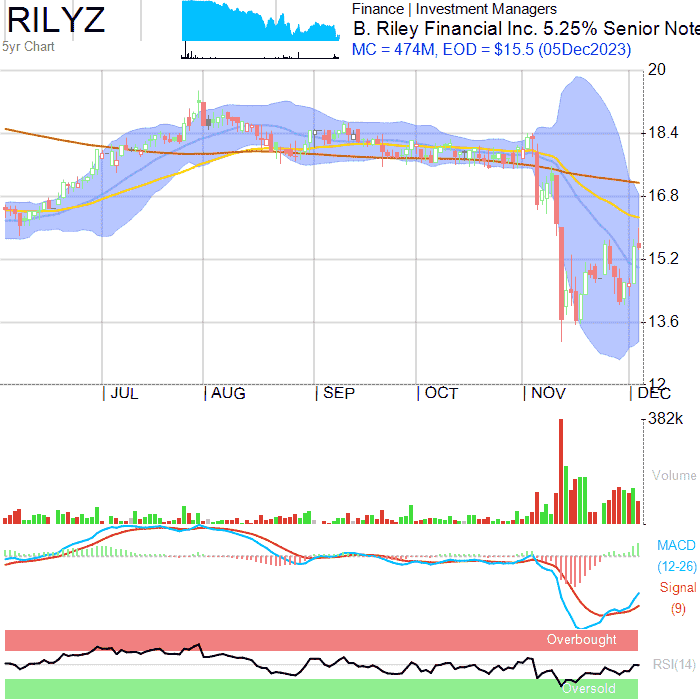 RILYZ
5yr Chart
Finance | Investment Managers
B. Riley Financial Inc. 5.25% Senior Note
MC = 474M, EOD = $15.5 (05Dec2023)
20
18.4
16.8
15.2
13.6
12
JUL AUG SEP OCT NOV DEC
382k
Volume
MACD
(12-26)
Signal
(9)
Overbought
RSI(14)
Oversold